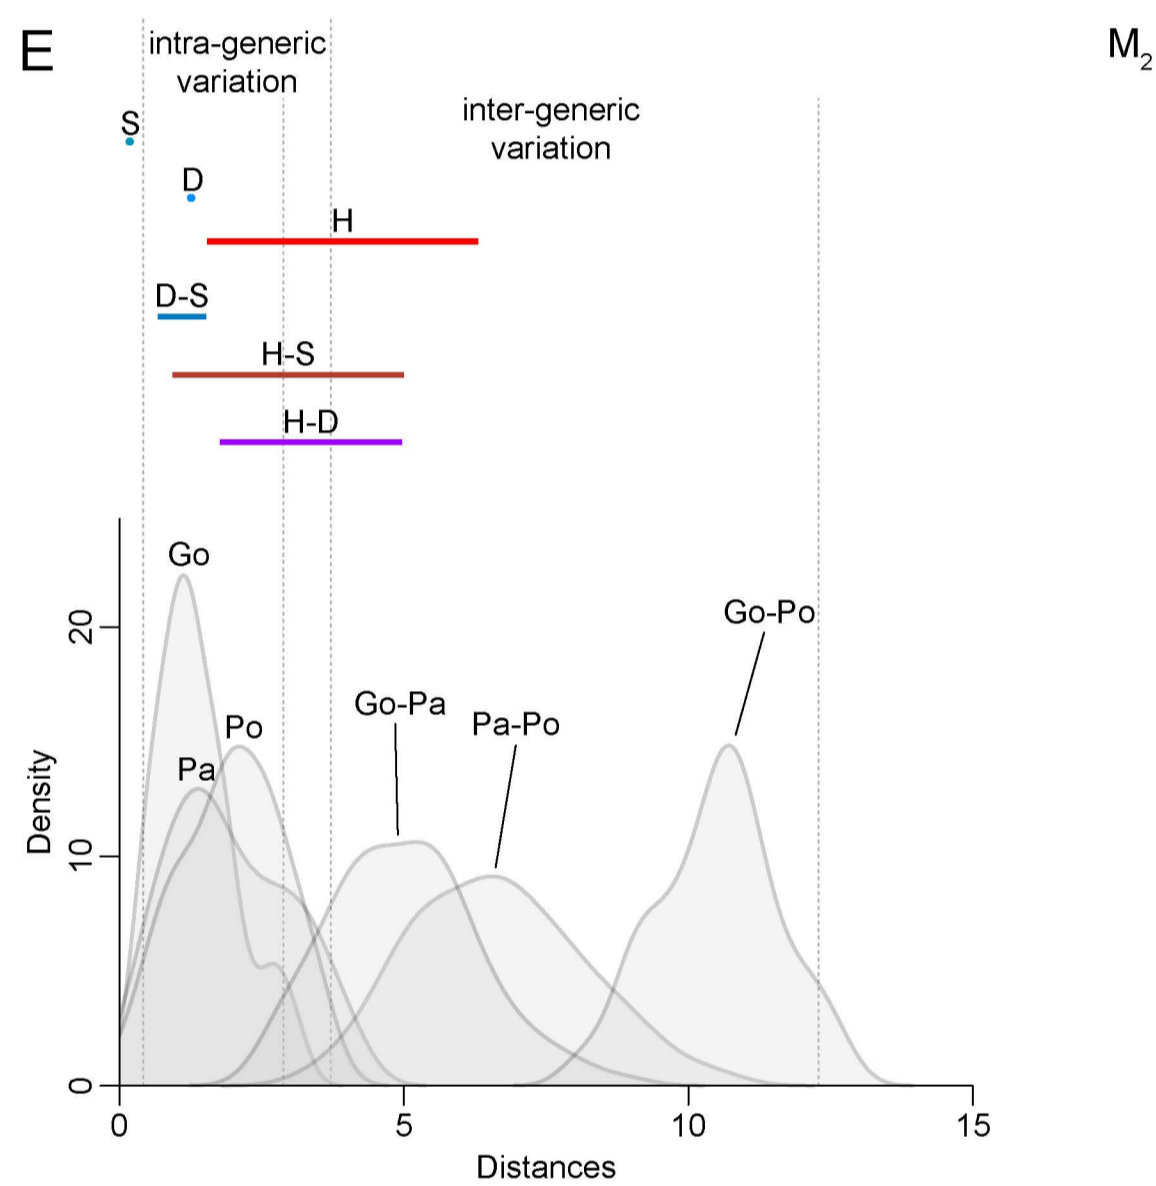 E
M2
intra-generic
variation
inter-generic
variation
S
D
H
D-S
H-S
H-D
Go
Go-Po
Go-Pa
Pa-Po
Po
Pa
Density
20
10
0
0 5 10 15
Distances